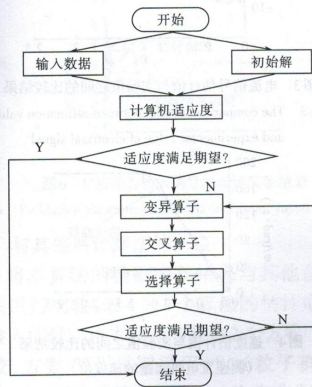 开始
输入数据
初始解
计算机适应度
Y
适应度满足期望?
N
变异算子
交叉算子
选择算子
适应度满足期望?
N
Y
结束